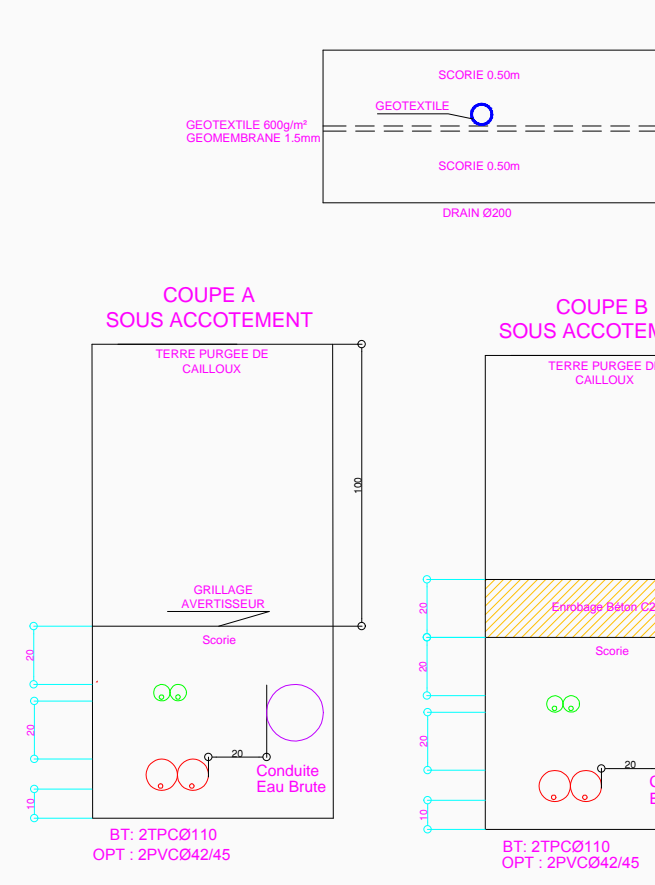 SCORIE 0.50m
GEOTEXTILE
GEOTEXTILE 600g/m²
GEOMEMBRANE 1.5mm
SCORIE 0.50m
DRAIN Ø200
COUPE A
SOUS ACCOTEMENT
TERRE PURGEE DE
CAILLOUX
100
GRILLAGE
AVERTISSEUR
Scorie
20
20
20
10
Conduite
Eau Brute
BT: 2TPCØ110
OPT : 2PVCØ42/45
COUPE B
SOUS ACCOTEM
TERRE PURGEE DE
CAILLOUX
20
Enrobage Béton C2
Scorie
20
20
20
10
BT: 2TPCØ110
OPT : 2PVCØ42/45